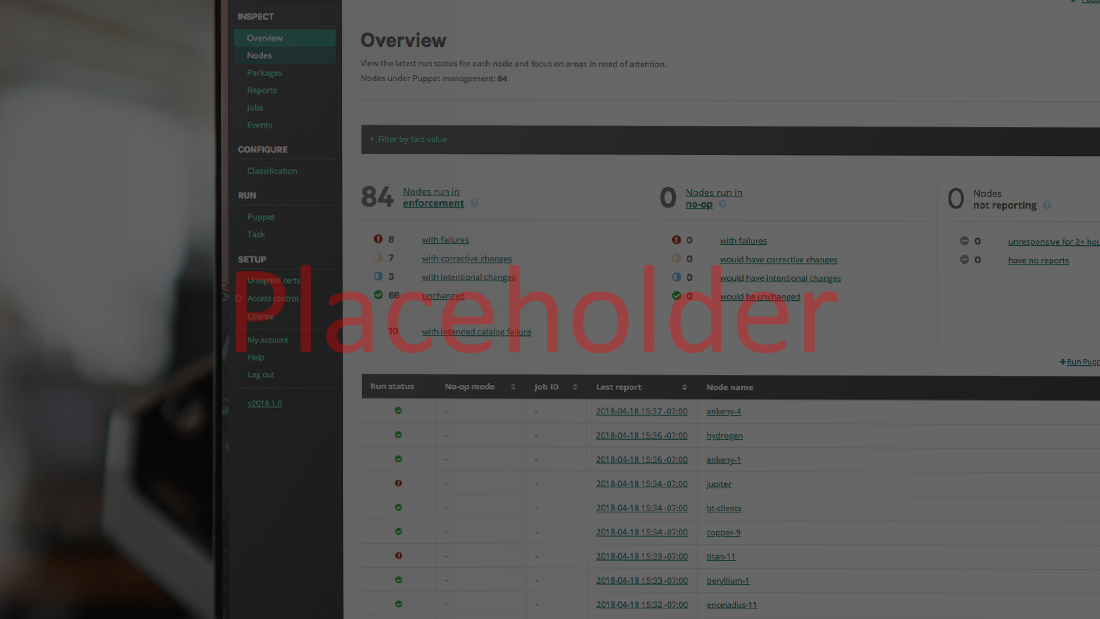 INSPECT
Overview
Nodes
Packages
Reports
Jobs
Events
CONFIGURE
Classification
RUN
Puppet
Task
SETUP
Unsigned certs
Access control
License
My account
Help
Log out
v2018.1.0
Overview
View the latest run status for each node and focus on areas in need of attention.
Nodes under Puppet management: 84
Filter by fact value
84 Nodes run in enforcement
8 with failures
7 with corrective changes
3 with intentional changes
66 unchanged
10 with intended catalog failure
0 Nodes run in no-op
0 with failures
0 would have corrective changes
0 would have intentional changes
0 would be unchanged
0 Nodes not reporting
0 unresponsive for 2+ hou
0 have no reports
Placeholder
+ Run Pupp
Run status No-op mode Job ID Last report Node name
- - 2018-04-18 15:37 -07:00 ankeny-4
- - 2018-04-18 15:36 -07:00 hydrogen
- - 2018-04-18 15:36 -07:00 ankeny-1
- - 2018-04-18 15:34 -07:00 jupiter
- - 2018-04-18 15:34 -07:00 bt-clients
- - 2018-04-18 15:34 -07:00 copper-9
- - 2018-04-18 15:33 -07:00 titan-11
- - 2018-04-18 15:33 -07:00 beryllium-1
- - 2018-04-18 15:32 -07:00 enceladus-11